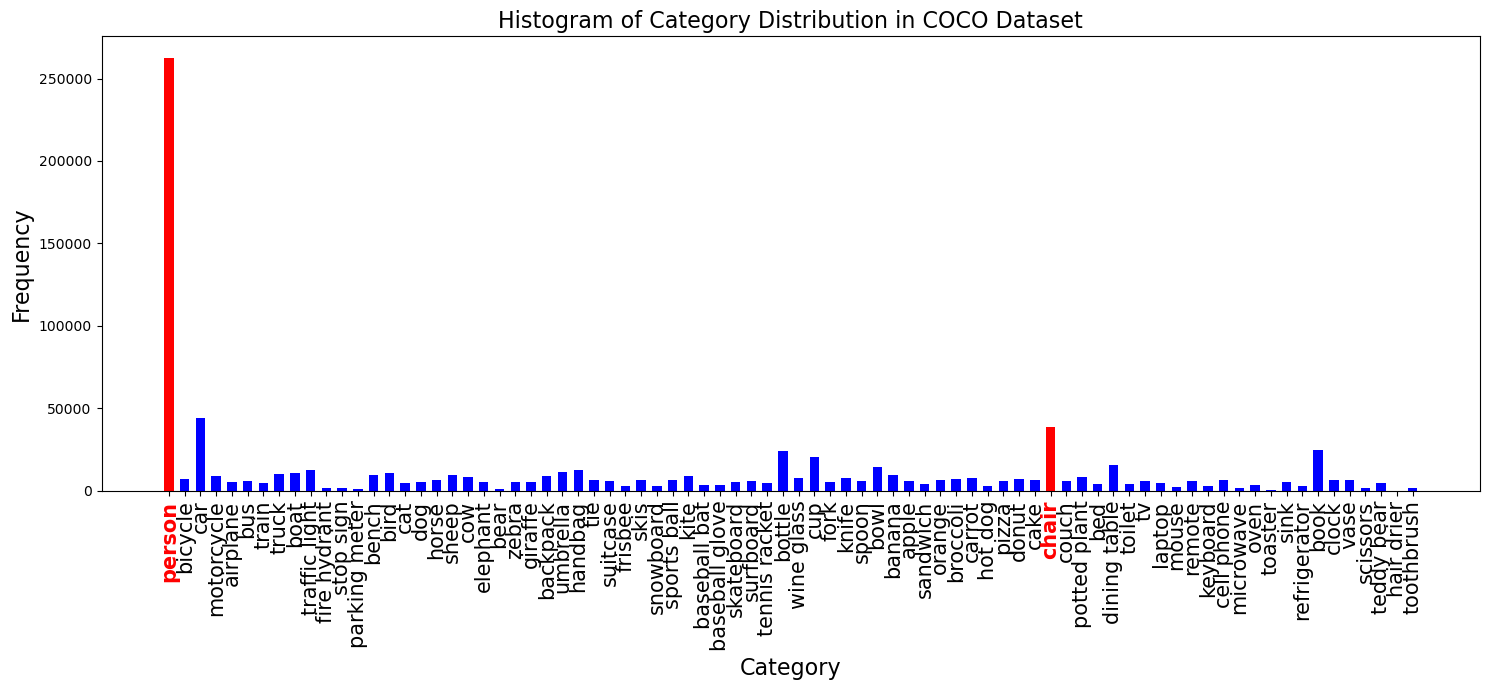 Histogram of Category Distribution in COCO Dataset
Frequency
250000
200000
150000
100000
50000
0
person
bicycle
car
motorcycle
airplane
bus
train
truck
boat
traffic light
fire hydrant
stop sign
parking meter
bench
bird
cat
dog
horse
sheep
cow
elephant
bear
zebra
giraffe
backpack
umbrella
handbag
tie
suitcase
frisbee
skis
snowboard
sports ball
kite
baseball bat
baseball glove
skateboard
surfboard
tennis racket
bottle
wine glass
cup
fork
knife
spoon
bowl
banana
apple
sandwich
orange
broccoli
carrot
hot dog
pizza
donut
cake
chair
couch
potted plant
bed
dining table
toilet
tv
laptop
mouse
remote
keyboard
cell phone
microwave
oven
toaster
sink
refrigerator
book
clock
vase
scissors
teddy bear
hair drier
toothbrush
Category